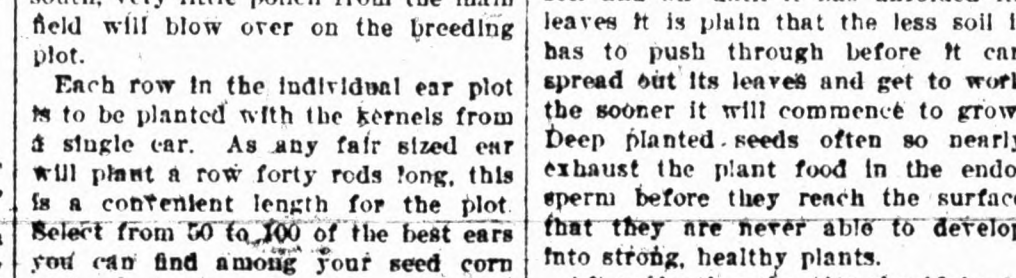 field will blow over on the breeding
plot.
Each row in the individual ear plot
is to be planted with the kernels from
a single ear. As any fair sized ear
will plant a row forty rods long, this
is a convenient length for the plot.
Select from 50 to 100 of the best ears
you can find among your seed corn
leaves it is plain that the less soil i
has to push through before it can
spread out its leaves and get to work
the sooner it will commence to grow
Deep planted seeds often so nearly
exhaust the plant food in the endo
sperm before they reach the surface
that they are never able to develop
into strong, healthy plants.